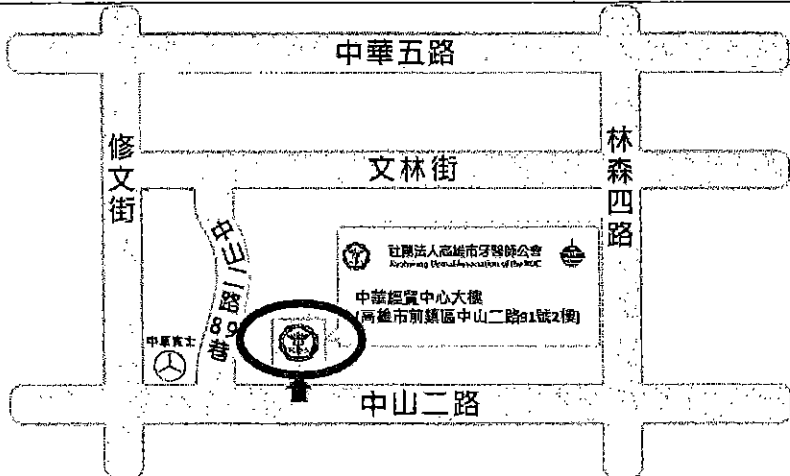 中華五路
修文街
文林街
林森四路
中山二路89巷
社團法人高雄市牙醫師公會
中華經貿中心大樓
(高雄市前鎮區中山二路91號2樓)
中華賓士
中山二路